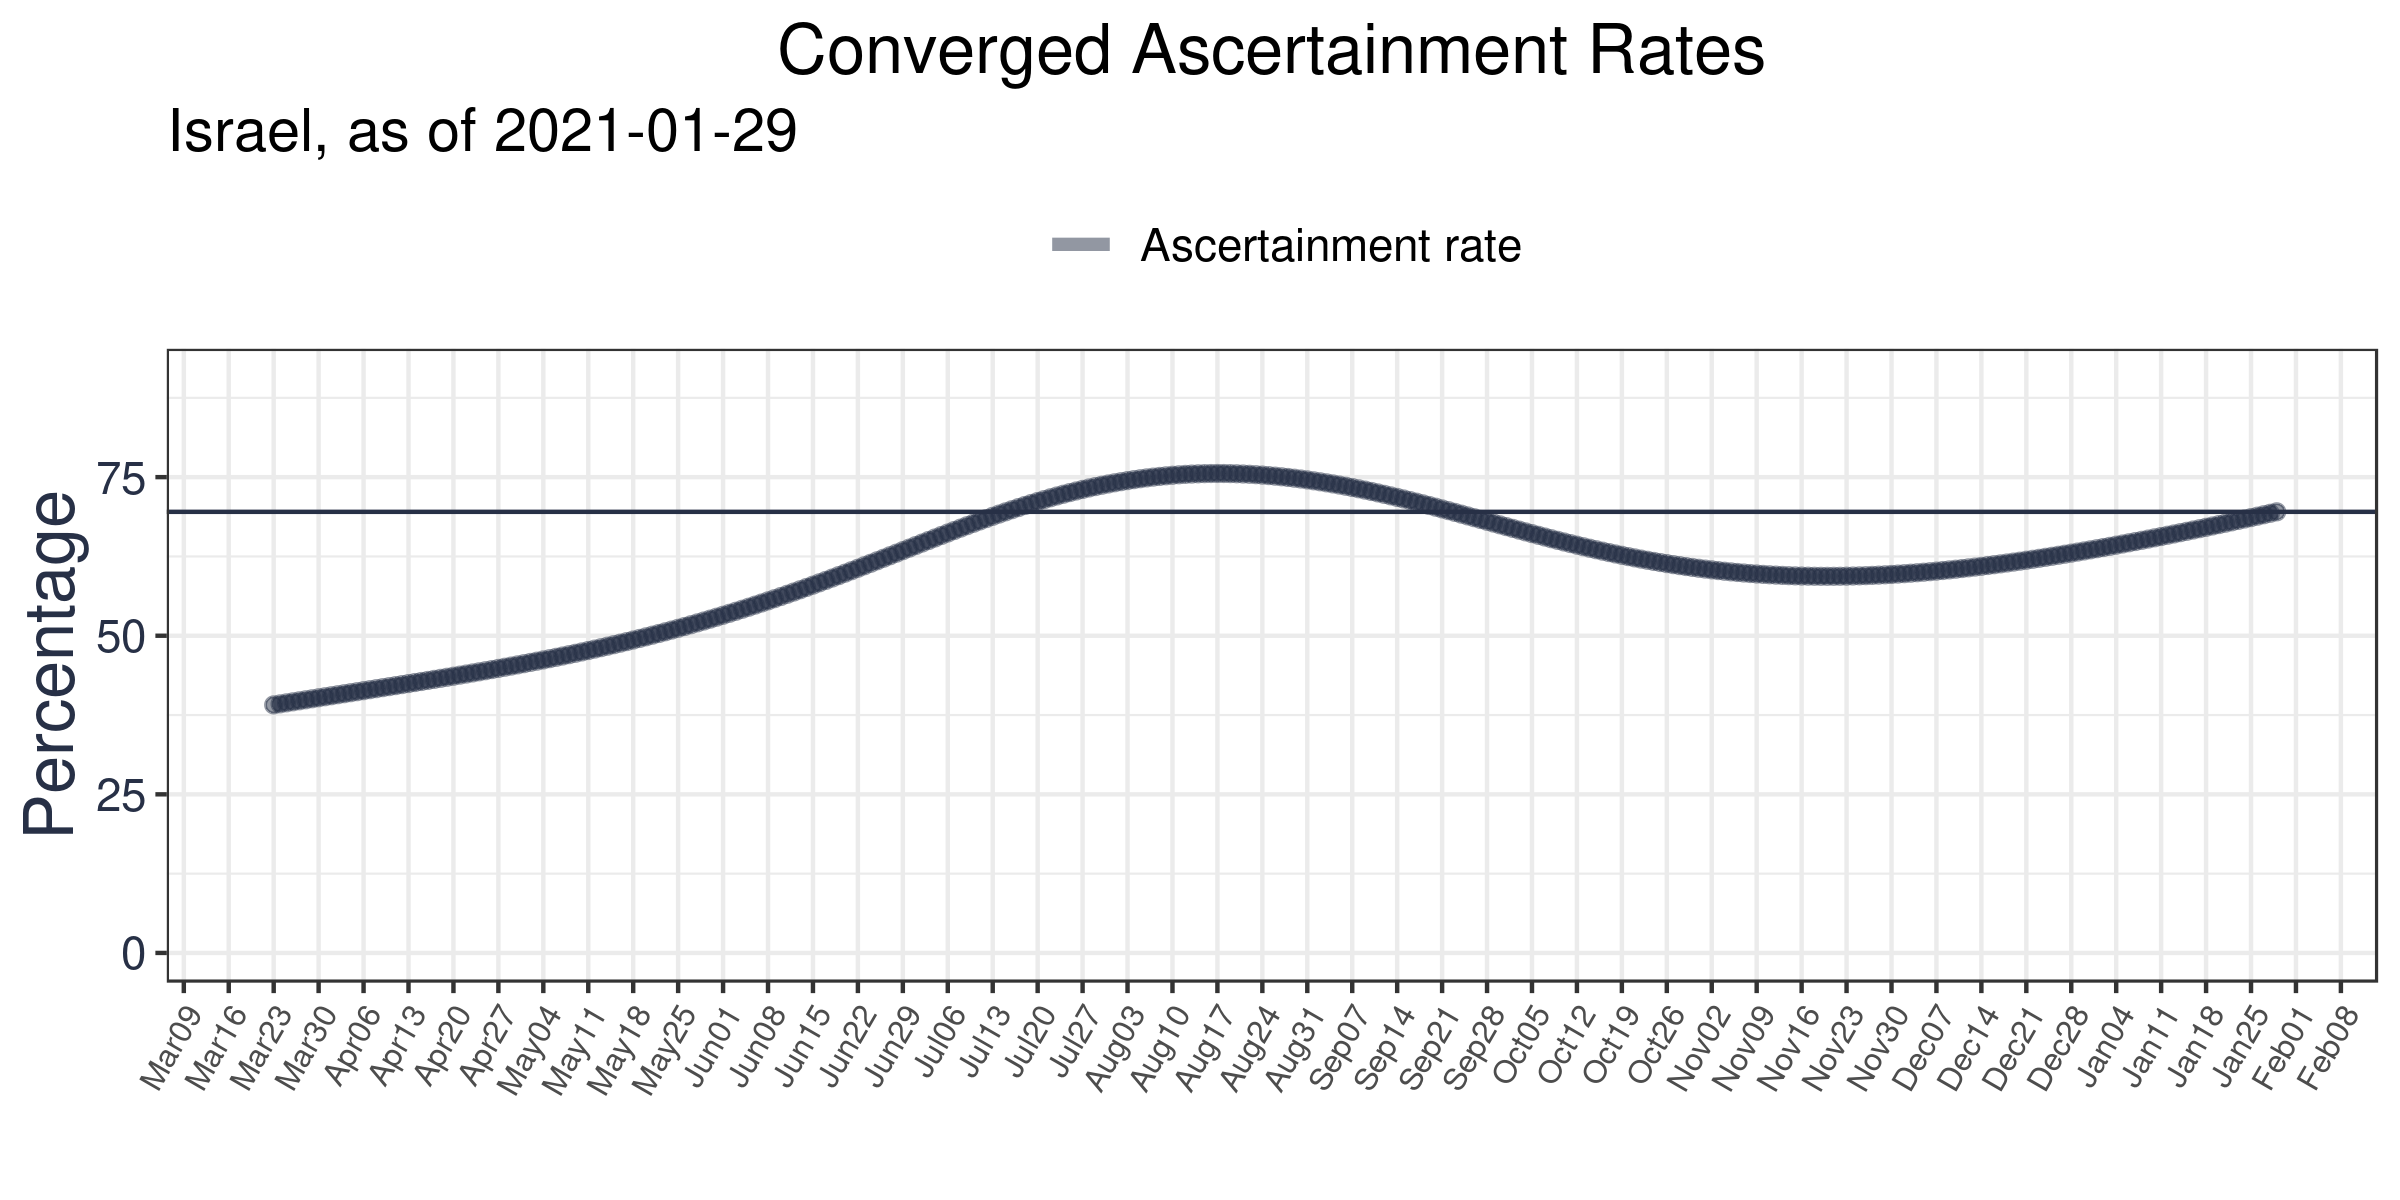 Converged Ascertainment Rates
Israel, as of 2021-01-29
Ascertainment rate
Percentage
75
50
25
0
Mar09 Mar16 Mar23 Mar30 Apr06 Apr13 Apr20 Apr27 May04 May11 May18 May25 Jun01 Jun08 Jun15 Jun22 Jun29 Jul06 Jul13 Jul20 Jul27 Aug03 Aug10 Aug17 Aug24 Aug31 Sep07 Sep14 Sep21 Sep28 Oct05 Oct12 Oct19 Oct26 Nov02 Nov09 Nov16 Nov23 Nov30 Dec07 Dec14 Dec21 Dec28 Jan04 Jan11 Jan18 Jan25 Feb01 Feb08